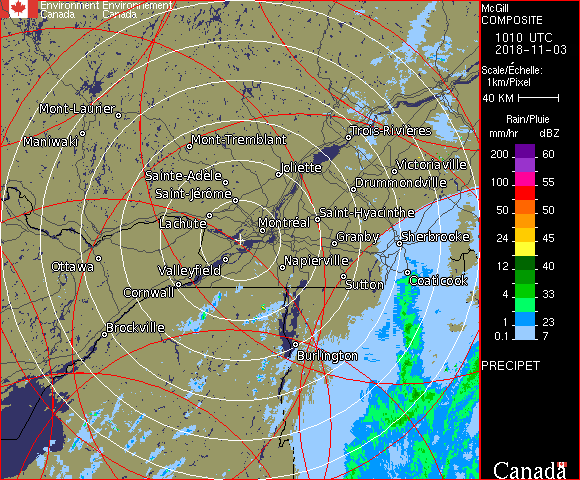 Environment Environnement
Canada Canada
McGill
COMPOSITE
1010 UTC
2018-11-03
Scale/Échelle:
1km/Pixel
40 KM
Rain/Pluie
mm/hr dBZ
200 60
100 55
50 50
24 45
12 40
4 33
1 23
0.1 7
PRECIPET
Canada
Mont-Laurier
Maniwaki
Mont-Tremblant
Trois-Rivières
Sainte-Adèle
Joliette
Victoriaville
Saint-Jérôme
Drummondville
Lachute
Montréal
Saint-Hyacinthe
Granby
Sherbrooke
Ottawa
Valleyfield
Napierville
Cornwall
Sutton
Coaticook
Brockville
Burlington